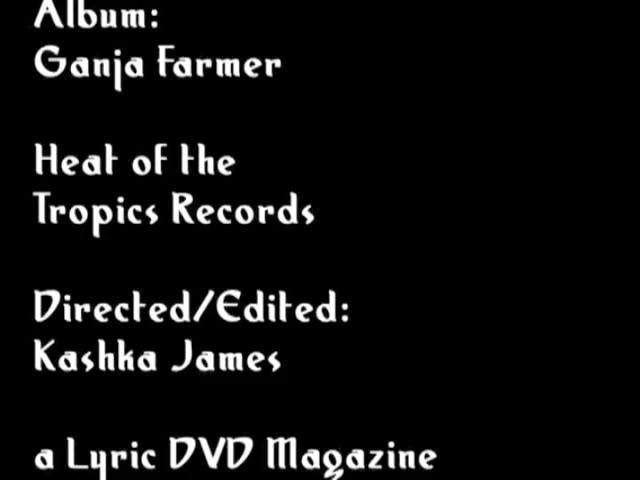 Album:
Ganja Farmer
Heat of the
Tropics Records
Directed/Edited:
Kashka James
a Lyric DVD Magazine